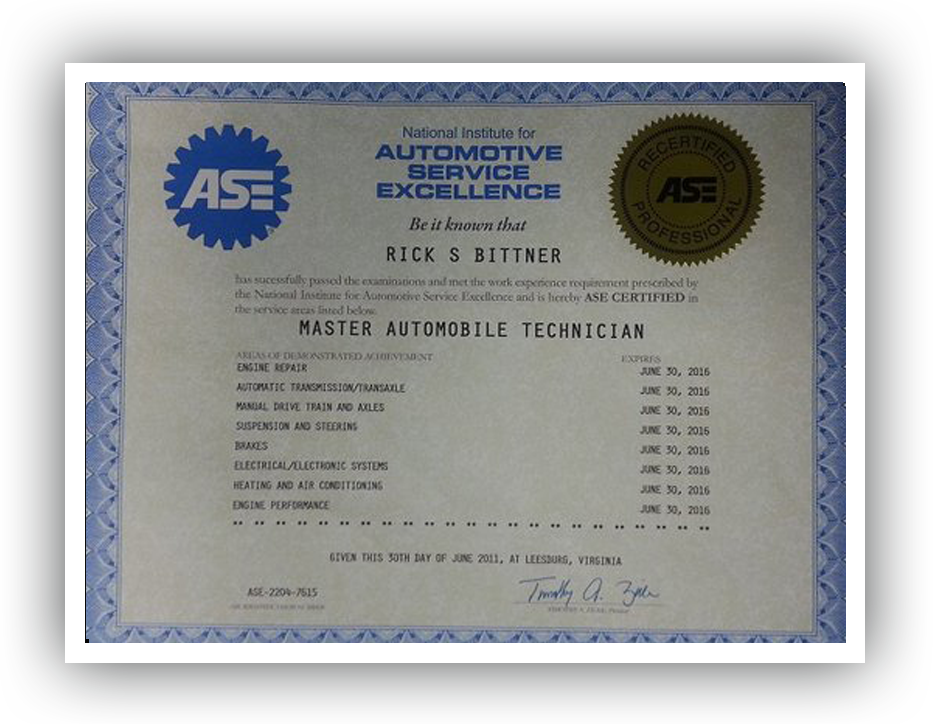 ASE
National Institute for
AUTOMOTIVE
SERVICE
EXCELLENCE
RECERTIFIED
ASE
PROFESSIONAL
Be it known that
RICK S BITTNER
has sucessfully passed the examinations and met the work experience requirement prescribed by
the National Institute for Automotive Service Excellence and is hereby ASE CERTIFIED in
the service areas listed below.
MASTER AUTOMOBILE TECHNICIAN
AREAS OF DEMONSTRATED ACHIEVEMENT EXPIRES
ENGINE REPAIR JUNE 30, 2016
AUTOMATIC TRANSMISSION/TRANSAXLE JUNE 30, 2016
MANUAL DRIVE TRAIN AND AXLES JUNE 30, 2016
SUSPENSION AND STEERING JUNE 30, 2016
BRAKES JUNE 30, 2016
ELECTRICAL/ELECTRONIC SYSTEMS JUNE 30, 2016
HEATING AND AIR CONDITIONING JUNE 30, 2016
ENGINE PERFORMANCE JUNE 30, 2016
GIVEN THIS 30TH DAY OF JUNE 2011, AT LEESBURG, VIRGINIA
ASE-2204-7615
Timothy A.